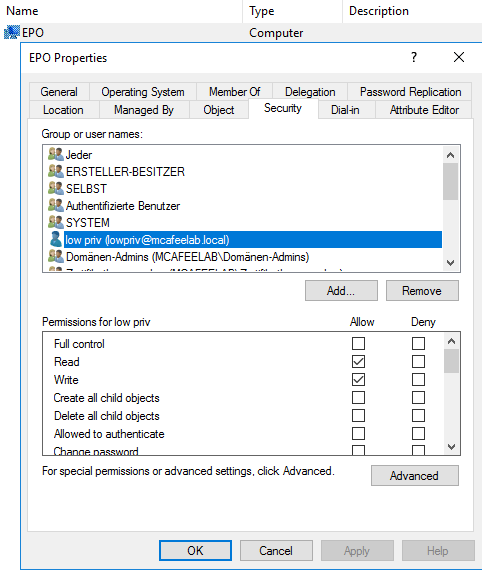 Name Type Description
EPO Computer
EPO Properties ? ×
General Operating System Member Of Delegation Password Replication
Location Managed By Object Security Dial-in Attribute Editor
Group or user names:
Jeder
ERSTELLER-BESITZER
SELBST
Authentifizierte Benutzer
SYSTEM
low priv (lowpriv@mcafeelab.local)
Domänen-Admins (MCAFEELAB\Domänen-Admins)
Add... Remove
Permissions for low priv Allow Deny
Full control
Read
Write
Create all child objects
Delete all child objects
Allowed to authenticate
Change password
For special permissions or advanced settings, click Advanced. Advanced
OK Cancel Apply Help